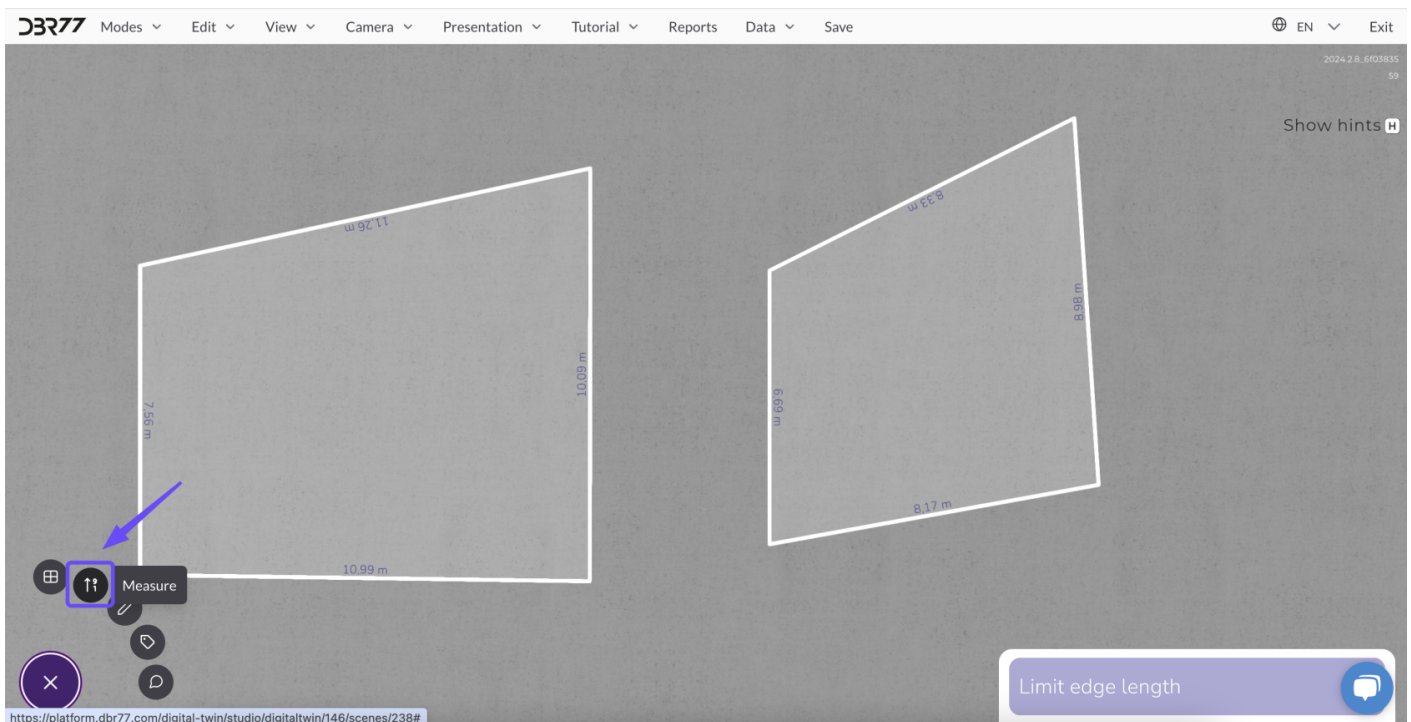 DBR77 Modes Edit View Camera Presentation Tutorial Reports Data Save EN Exit
2024.2.8_6f03835
59
Show hints H
11,26 m
8,33 m
8,98 m
10,09 m
7,56 m
6,69 m
8,17 m
10,99 m
Measure
Limit edge length
https://platform.dbr77.com/digital-twin/studio/digitaltwin/146/scenes/238#